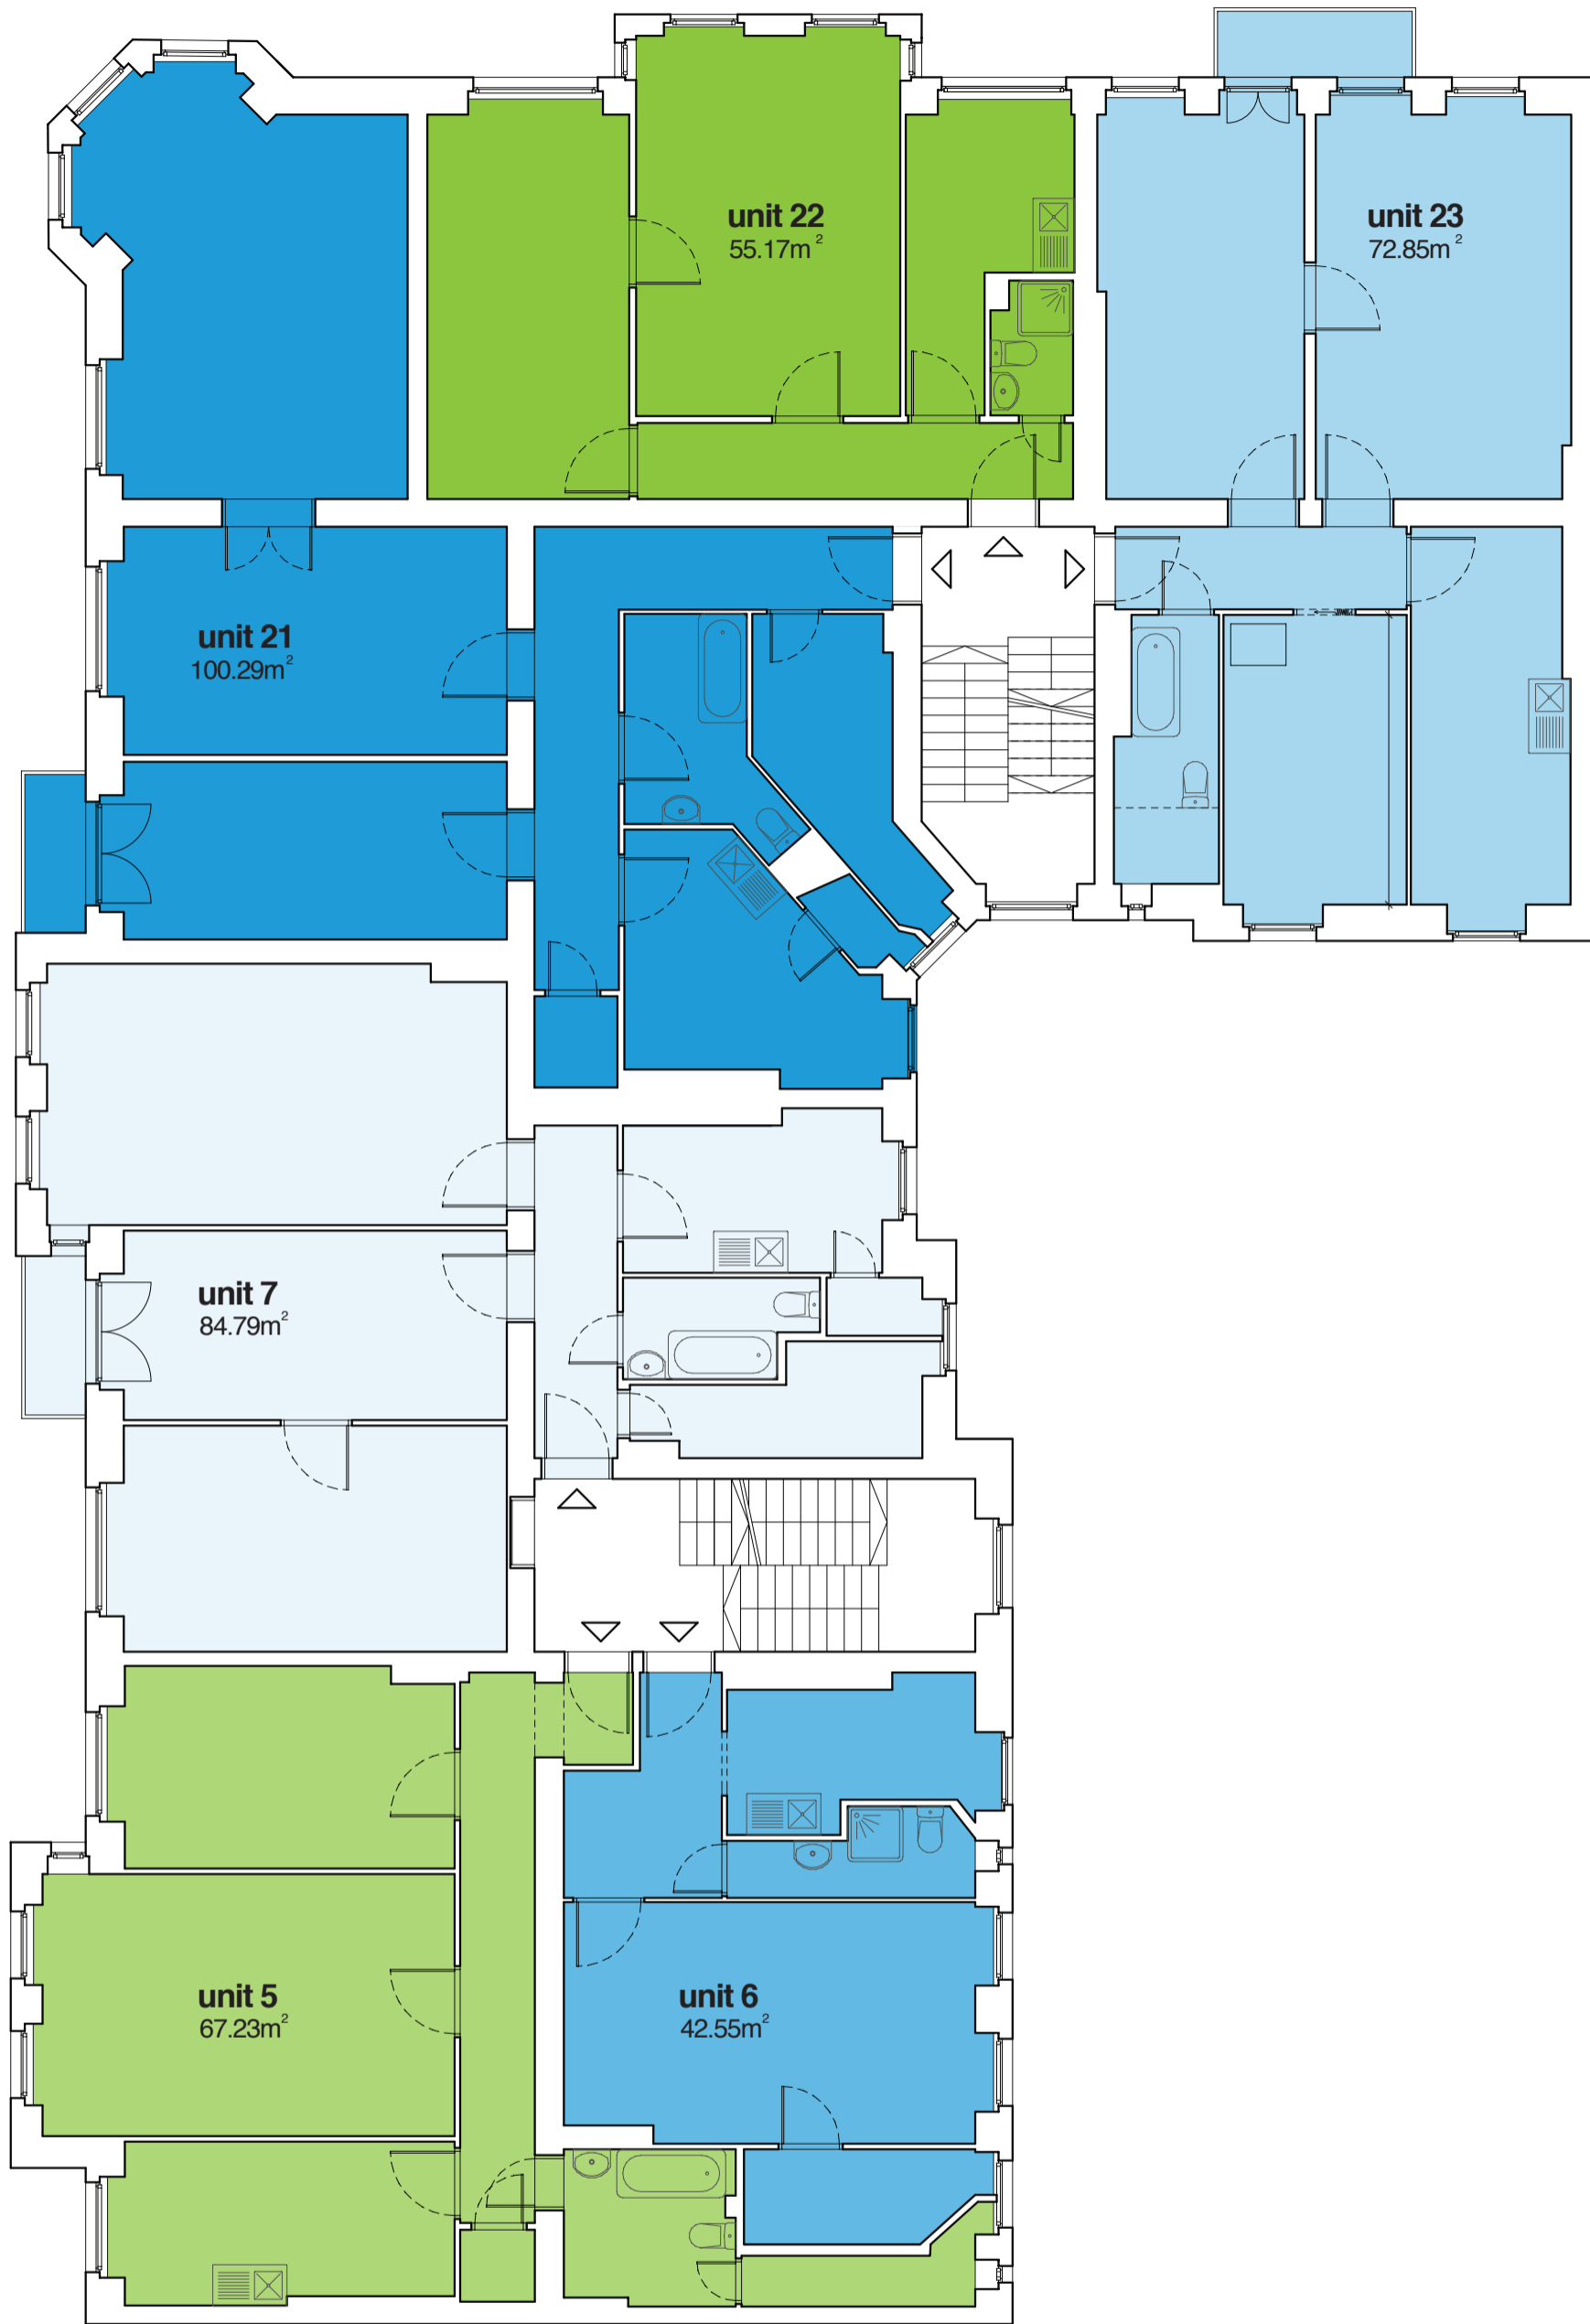 unit 22
55.17m²
unit 23
72.85m²
unit 21
100.29m²
unit 7
84.79m²
unit 5
67.23m²
unit 6
42.55m²